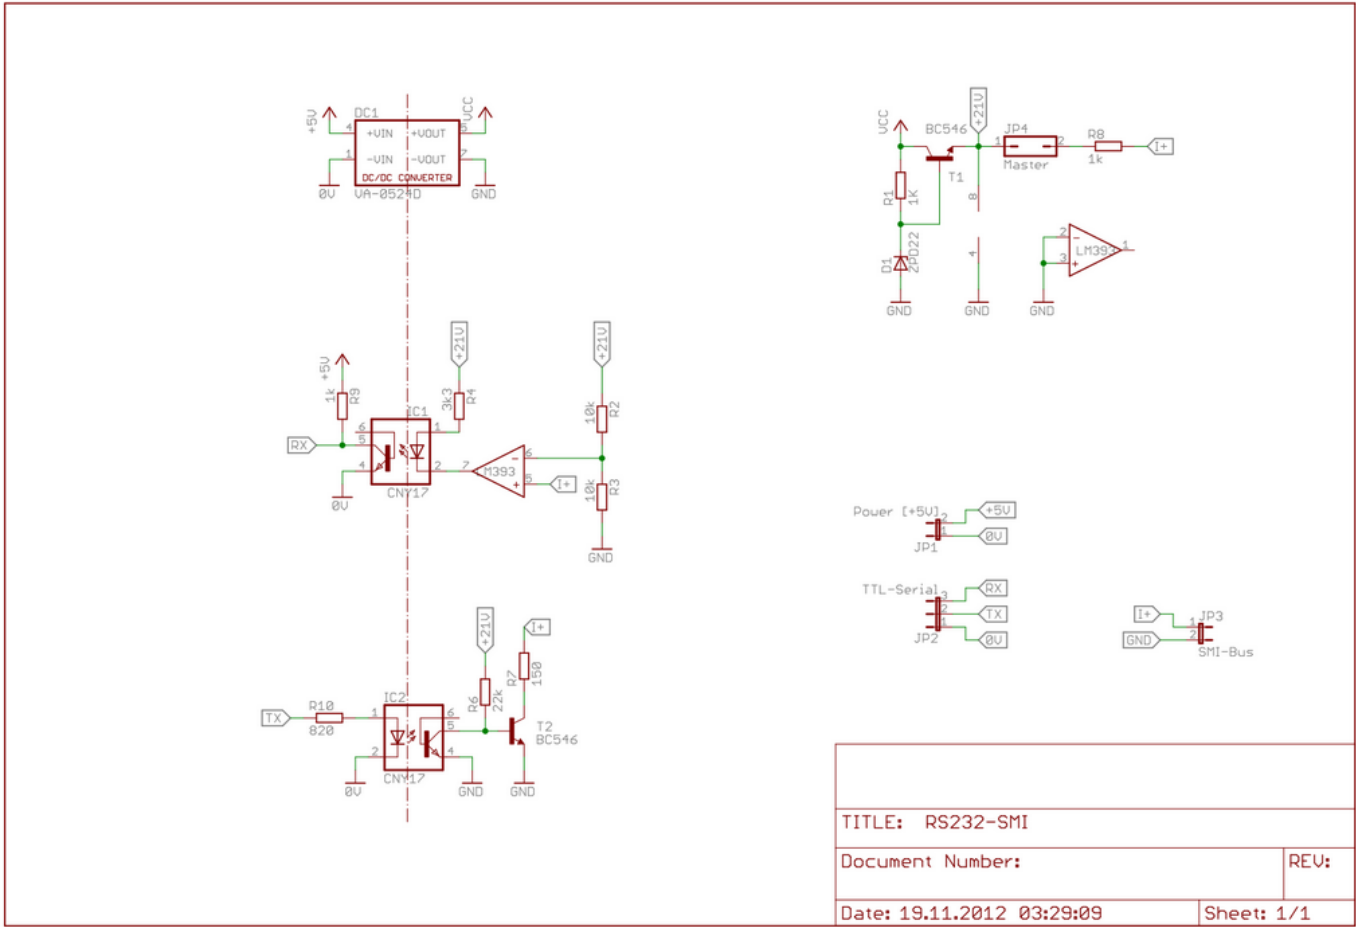 +5V
DC1
VCC
4
+VIN
+VOUT
5
1
-VIN
-VOUT
7
DC/DC CONVERTER
VA-0524D
0V
GND
VCC
BC546
+21V
JP4
1
2
Master
R8
1k
I+
T1
R1
1K
8
D1
ZPD22
4
2
-
3
+
LM393
1
GND
GND
GND
+5V
1k
R9
RX
IC1
6
5
4
1
2
CNY17
0V
+21V
3k3
R4
7
LM393
-
6
+
5
I+
+21V
10k
R2
10k
R3
GND
Power [+5V]
2
1
JP1
+5V
0V
TTL-Serial
3
2
1
JP2
RX
TX
0V
I+
GND
1
2
JP3
SMI-Bus
TX
R10
820
IC2
1
2
6
5
4
CNY17
0V
GND
+21V
R6
22k
I+
R7
150
T2
BC546
GND
TITLE: RS232-SMI
Document Number:
REV:
Date: 19.11.2012 03:29:09
Sheet: 1/1